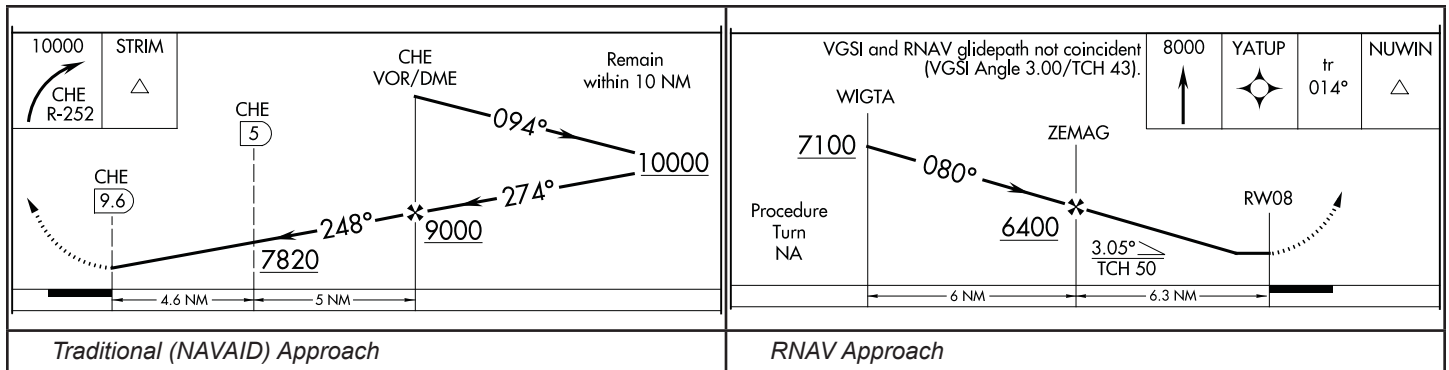 10000
CHE
R-252
STRIM
CHE
VOR/DME
Remain
within 10 NM
CHE
5
094°
10000
CHE
9.6
274°
248°
9000
7820
4.6 NM
5 NM
Traditional (NAVAID) Approach
VGSI and RNAV glidepath not coincident
(VGSI Angle 3.00/TCH 43).
8000
YATUP
tr
014°
NUWIN
WIGTA
ZEMAG
7100
080°
RW08
Procedure
Turn
NA
6400
3.05°
TCH 50
6 NM
6.3 NM
RNAV Approach